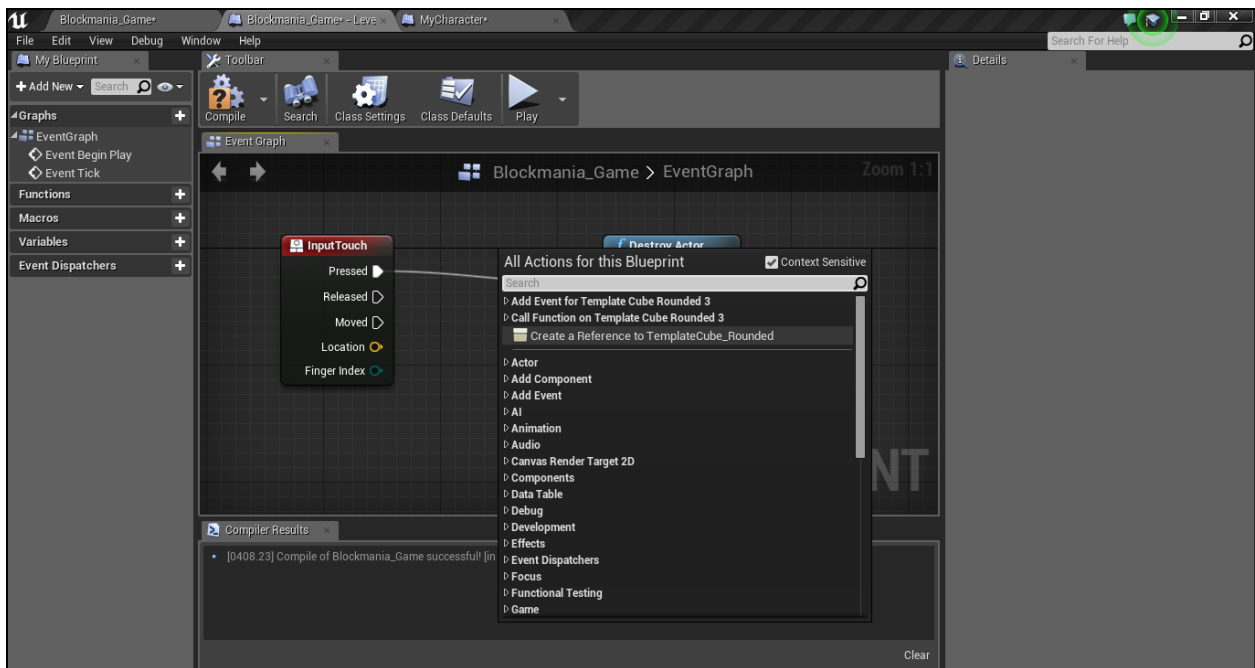 Blockmania_Game*
Blockmania_Game* - Leve
MyCharacter*
File Edit View Debug Window Help
Search For Help
My Blueprint
Toolbar
Details
+ Add New
Search
Compile
Search
Class Settings
Class Defaults
Play
Graphs
EventGraph
Event Begin Play
Event Tick
Functions
Macros
Variables
Event Dispatchers
Event Graph
Blockmania_Game > EventGraph
Zoom 1:1
InputTouch
Pressed
Released
Moved
Location
Finger Index
f Destroy Actor
All Actions for this Blueprint
Context Sensitive
Search
Add Event for Template Cube Rounded 3
Call Function on Template Cube Rounded 3
Create a Reference to TemplateCube_Rounded
Actor
Add Component
Add Event
AI
Animation
Audio
Canvas Render Target 2D
Components
Data Table
Debug
Development
Effects
Event Dispatchers
Focus
Functional Testing
Game
NT
Compiler Results
[0408.23] Compile of Blockmania_Game successful! [in
Clear